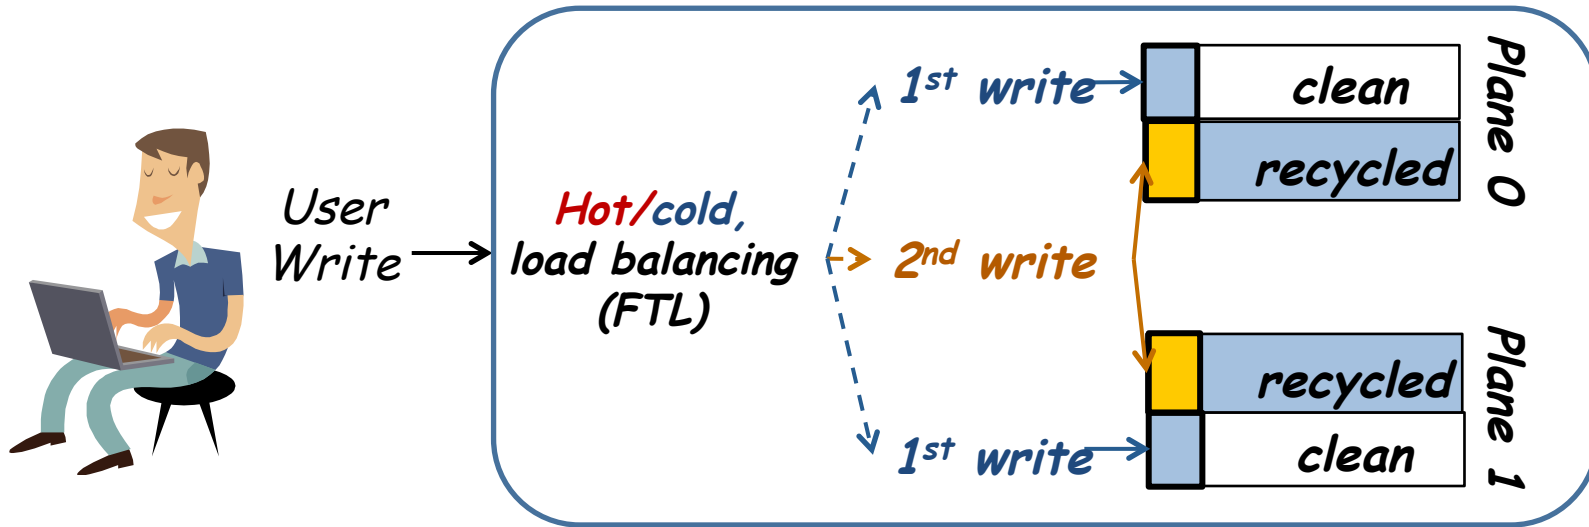 User
Write
Hot/cold,
load balancing
(FTL)
1st write
2nd write
1st write
clean
recycled
Plane 0
recycled
clean
Plane 1